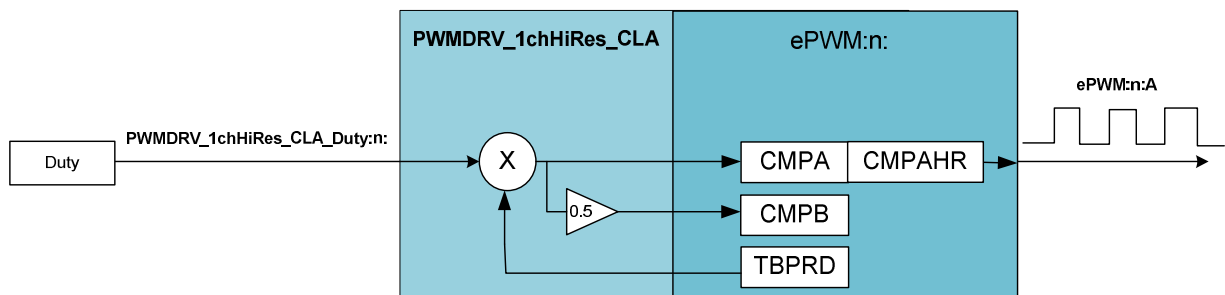 PWMDRV_1chHiRes_CLA
ePWM:n:
ePWM:n:A
PWMDRV_1chHiRes_CLA_Duty:n:
Duty
X
CMPA
CMPAHR
0.5
CMPB
TBPRD